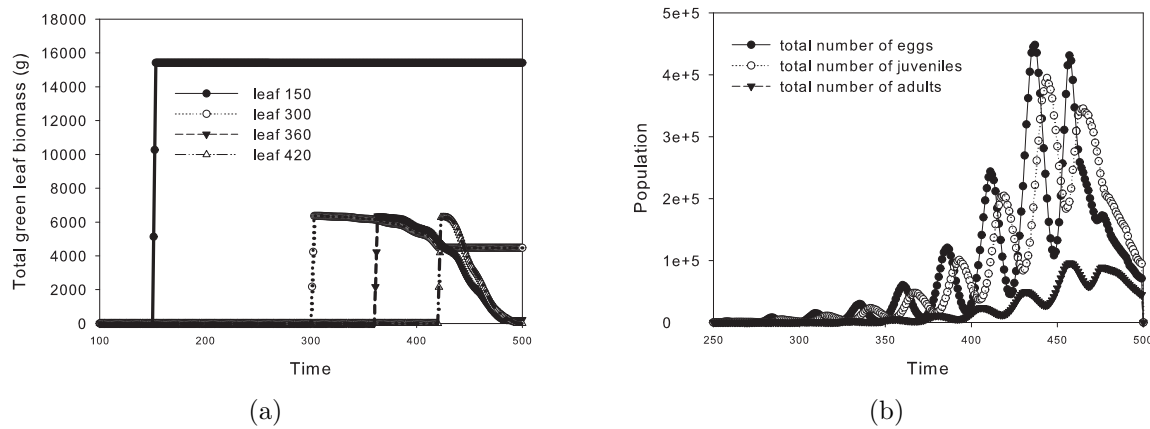 18000
16000
14000
12000
10000
8000
6000
4000
2000
0
Total green leaf biomass (g)
leaf 150
leaf 300
leaf 360
leaf 420
100
200
300
400
500
Time
(a)
5e+5
4e+5
3e+5
2e+5
1e+5
0
Population
total number of eggs
total number of juveniles
total number of adults
250
300
350
400
450
500
Time
(b)